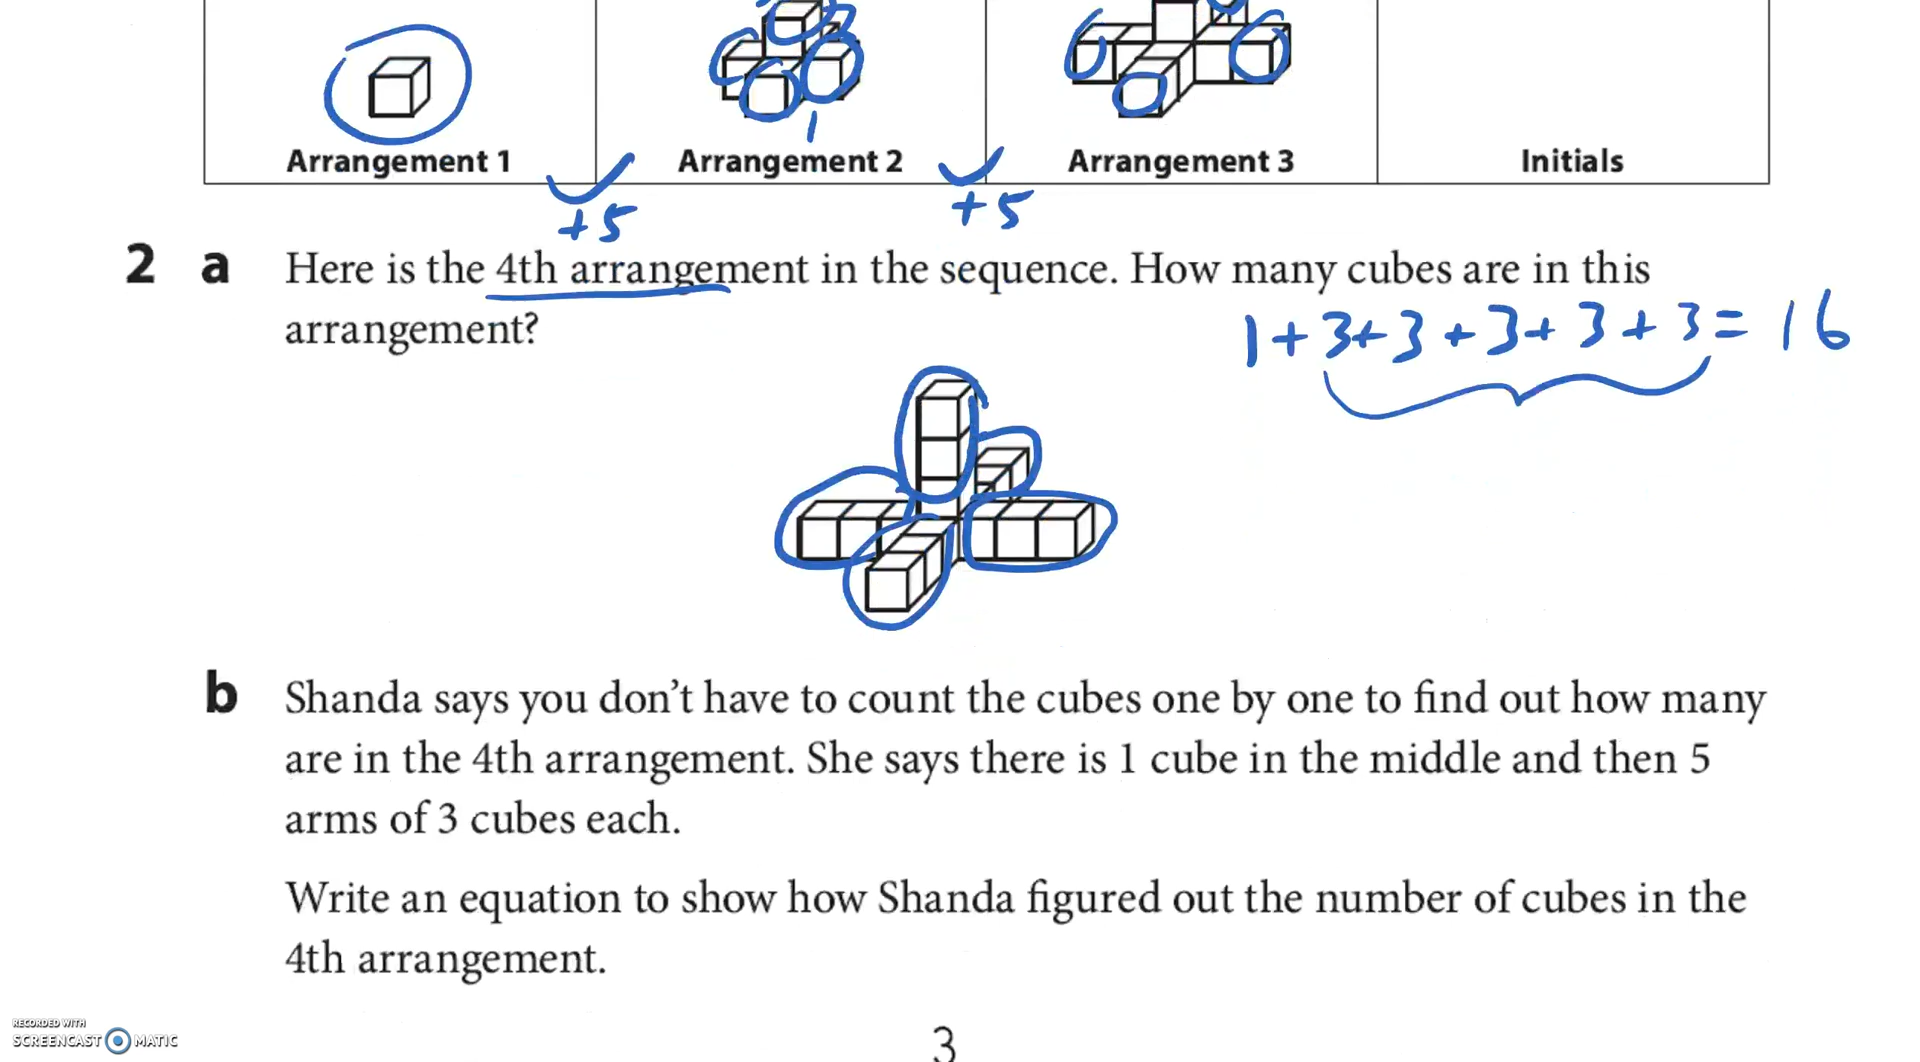 Arrangement 1 Arrangement 2 Arrangement 3 Initials
+5 +5
2 a Here is the 4th arrangement in the sequence. How many cubes are in this
arrangement?
1+3+3+3+3+3=16
b Shanda says you don't have to count the cubes one by one to find out how many
are in the 4th arrangement. She says there is 1 cube in the middle and then 5
arms of 3 cubes each.
Write an equation to show how Shanda figured out the number of cubes in the
4th arrangement.
RECORDED WITH
SCREENCAST MATIC
3